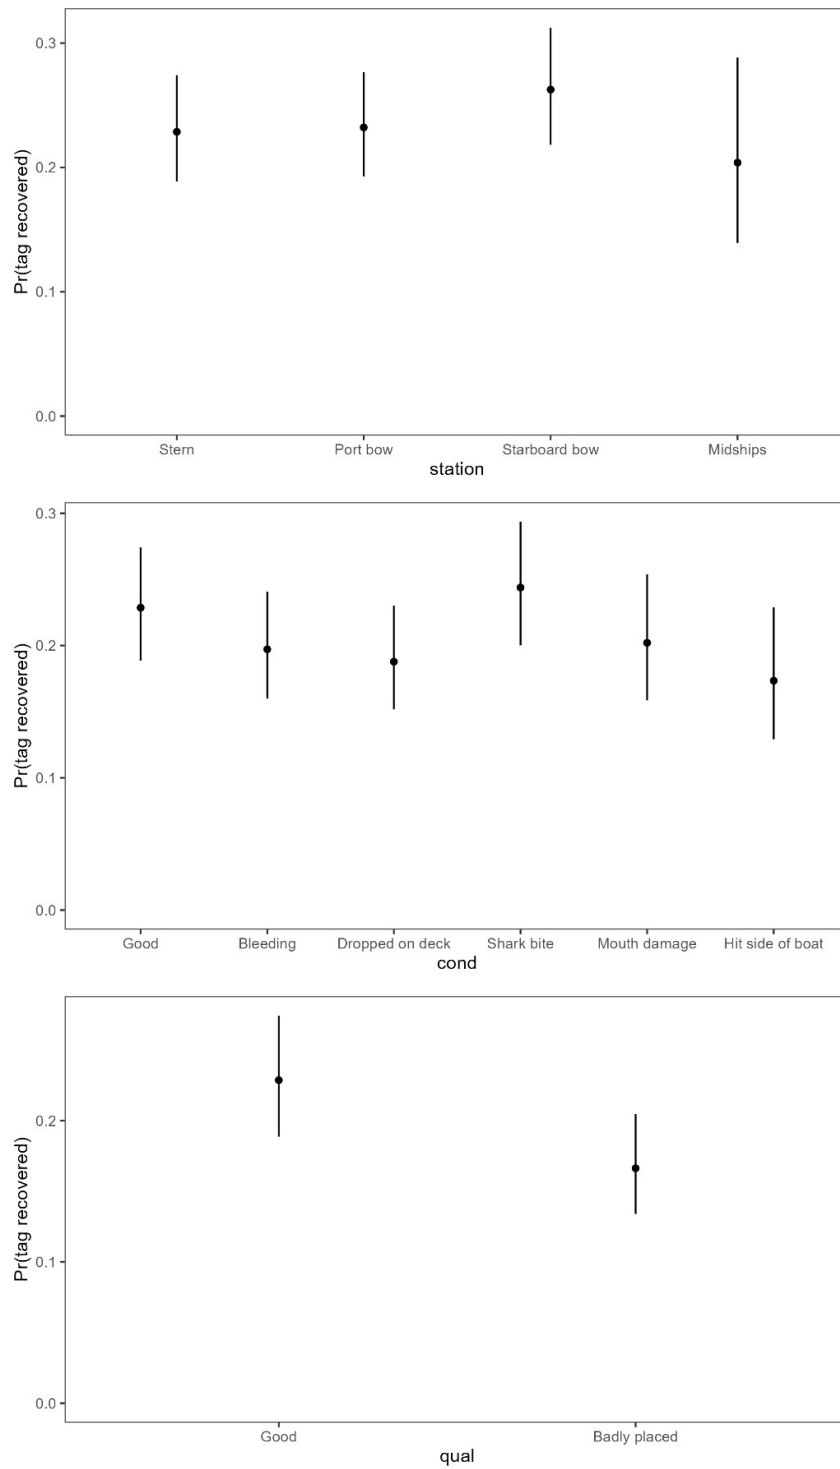 Pr(tag recovered)
0.3
0.2
0.1
0.0
Stern Port bow Starboard bow Midships
station
Pr(tag recovered)
0.3
0.2
0.1
0.0
Good Bleeding Dropped on deck Shark bite Mouth damage Hit side of boat
cond
Pr(tag recovered)
0.2
0.1
0.0
Good Badly placed
qual